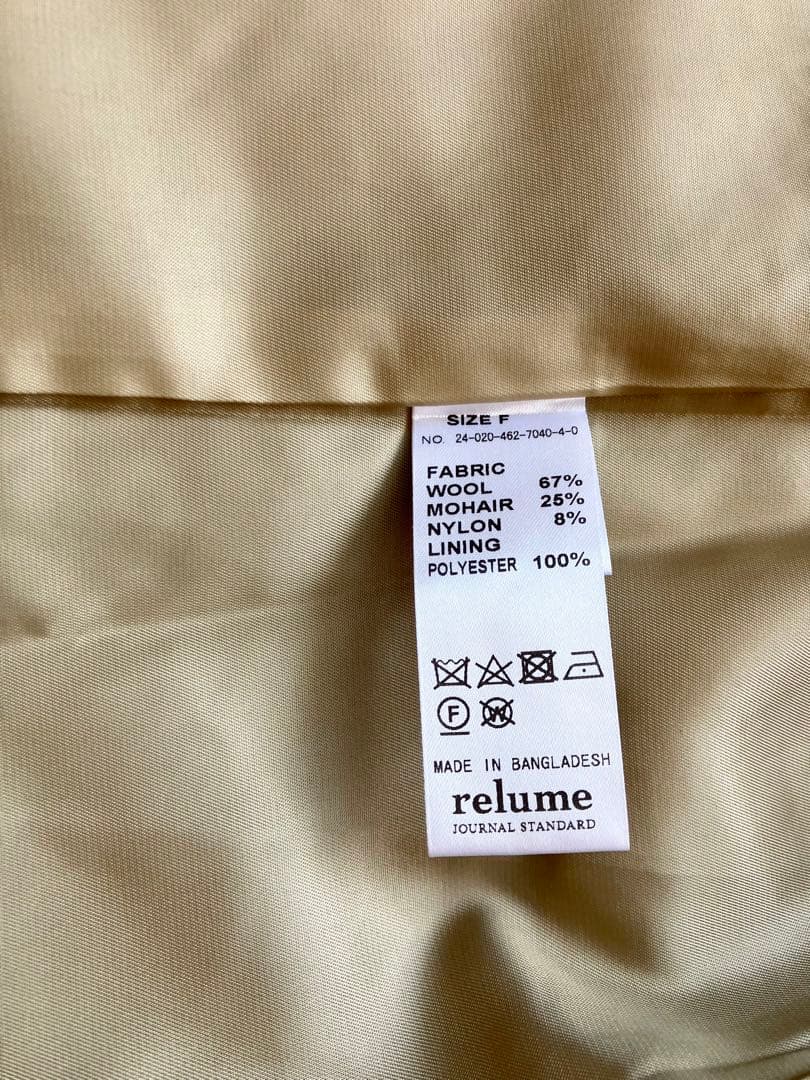 SIZE F
NO. 24-020-462-7040-4-0
FABRIC
WOOL 67%
MOHAIR 25%
NYLON 8%
LINING
POLYESTER 100%
F W
MADE IN BANGLADESH
relume
JOURNAL STANDARD